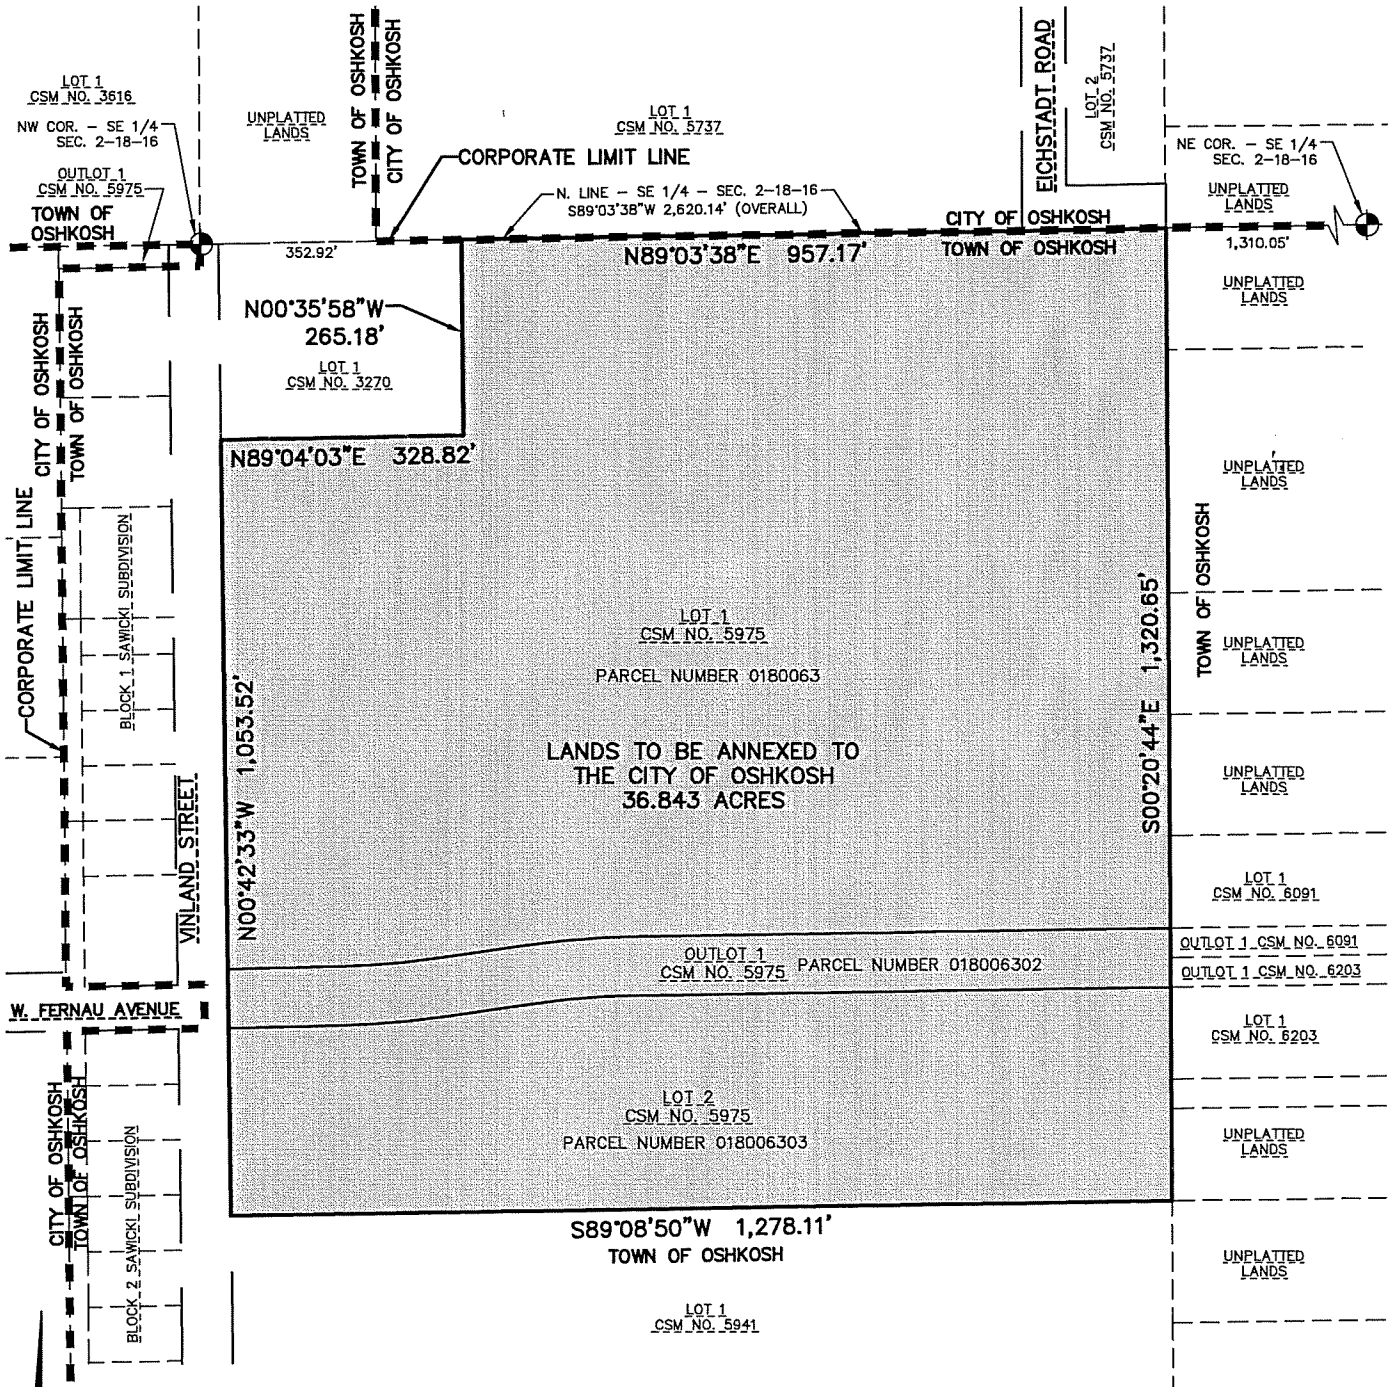 LOT 1
CSM NO. 3616
NW COR. - SE 1/4
SEC. 2-18-16
OUTLOT 1
CSM NO. 5975
TOWN OF
OSHKOSH
UNPLATTED
LANDS
TOWN OF OSHKOSH
CITY OF OSHKOSH
LOT 1
CSM NO. 5737
CORPORATE LIMIT LINE
N. LINE - SE 1/4 - SEC. 2-18-16
S89°03'38"W 2,620.14' (OVERALL)
EICHSTADT ROAD
LOT 2
CSM NO. 5737
NE COR. - SE 1/4
SEC. 2-18-16
UNPLATTED
LANDS
CITY OF OSHKOSH
TOWN OF OSHKOSH
1,310.05'
352.92'
N89°03'38"E 957.17'
UNPLATTED
LANDS
N00°35'58"W
265.18'
LOT 1
CSM NO. 3270
CITY OF OSHKOSH
TOWN OF OSHKOSH
N89°04'03"E 328.82'
UNPLATTED
LANDS
CORPORATE LIMIT LINE
BLOCK 1 SAWICKI SUBDIVISION
TOWN OF OSHKOSH
LOT 1
CSM NO. 5975
PARCEL NUMBER 0180063
UNPLATTED
LANDS
N00°42'33"W 1,053.52'
S00°20'44"E 1,320.65'
LANDS TO BE ANNEXED TO
THE CITY OF OSHKOSH
36.843 ACRES
UNPLATTED
LANDS
VINLAND STREET
LOT 1
CSM NO. 6091
OUTLOT 1
CSM NO. 5975
PARCEL NUMBER 018006302
OUTLOT 1 CSM NO. 6091
OUTLOT 1 CSM NO. 6203
W. FERNAU AVENUE
LOT 1
CSM NO. 6203
CITY OF OSHKOSH
TOWN OF OSHKOSH
BLOCK 2 SAWICKI SUBDIVISION
LOT 2
CSM NO. 5975
PARCEL NUMBER 018006303
UNPLATTED
LANDS
S89°08'50"W 1,278.11'
TOWN OF OSHKOSH
UNPLATTED
LANDS
LOT 1
CSM NO. 5941